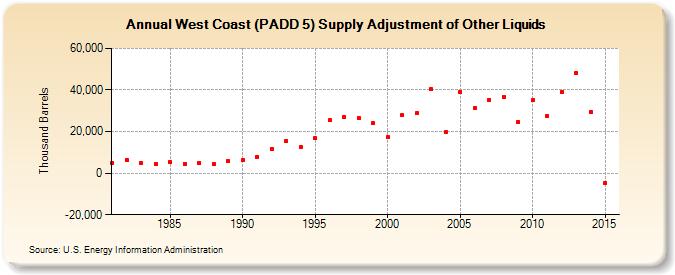 Annual West Coast (PADD 5) Supply Adjustment of Other Liquids
Thousand Barrels
60,000
40,000
20,000
0
-20,000
1985 1990 1995 2000 2005 2010 2015
Source: U.S. Energy Information Administration